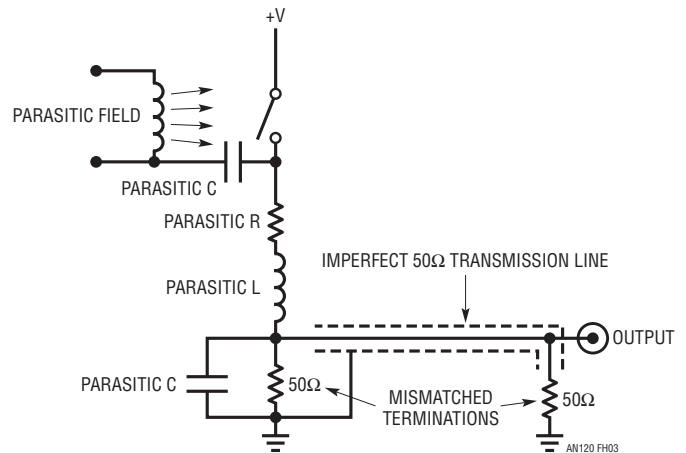 +V
PARASITIC FIELD
PARASITIC C
PARASITIC R
IMPERFECT 50Ω TRANSMISSION LINE
PARASITIC L
OUTPUT
PARASITIC C
50Ω
MISMATCHED
TERMINATIONS
50Ω
AN120 FH03